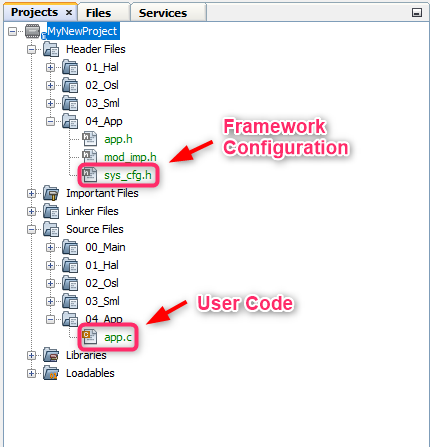 Projects × Files Services
MyNewProject
Header Files
01_Hal
02_Osl
03_Sml
04_App
app.h
mod_imp.h
sys_cfg.h
Framework
Configuration
Important Files
Linker Files
Source Files
00_Main
01_Hal
02_Osl
03_Sml
04_App
app.c
User Code
Libraries
Loadables